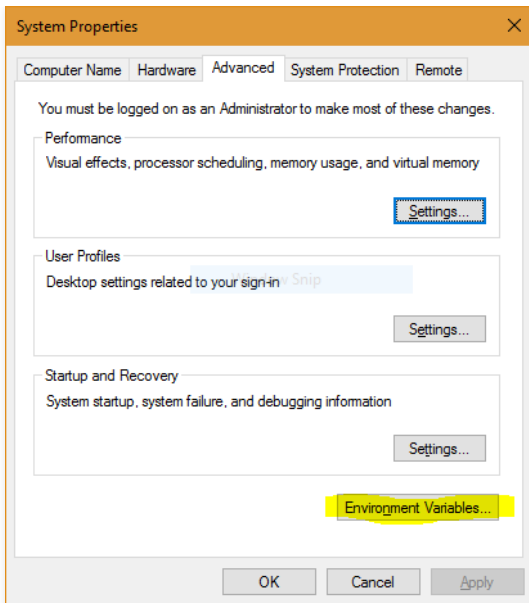 System Properties
Computer Name Hardware Advanced System Protection Remote
You must be logged on as an Administrator to make most of these changes.
Performance
Visual effects, processor scheduling, memory usage, and virtual memory
Settings...
User Profiles
Window Snip
Desktop settings related to your sign-in
Settings...
Startup and Recovery
System startup, system failure, and debugging information
Settings...
Environment Variables...
OK Cancel Apply